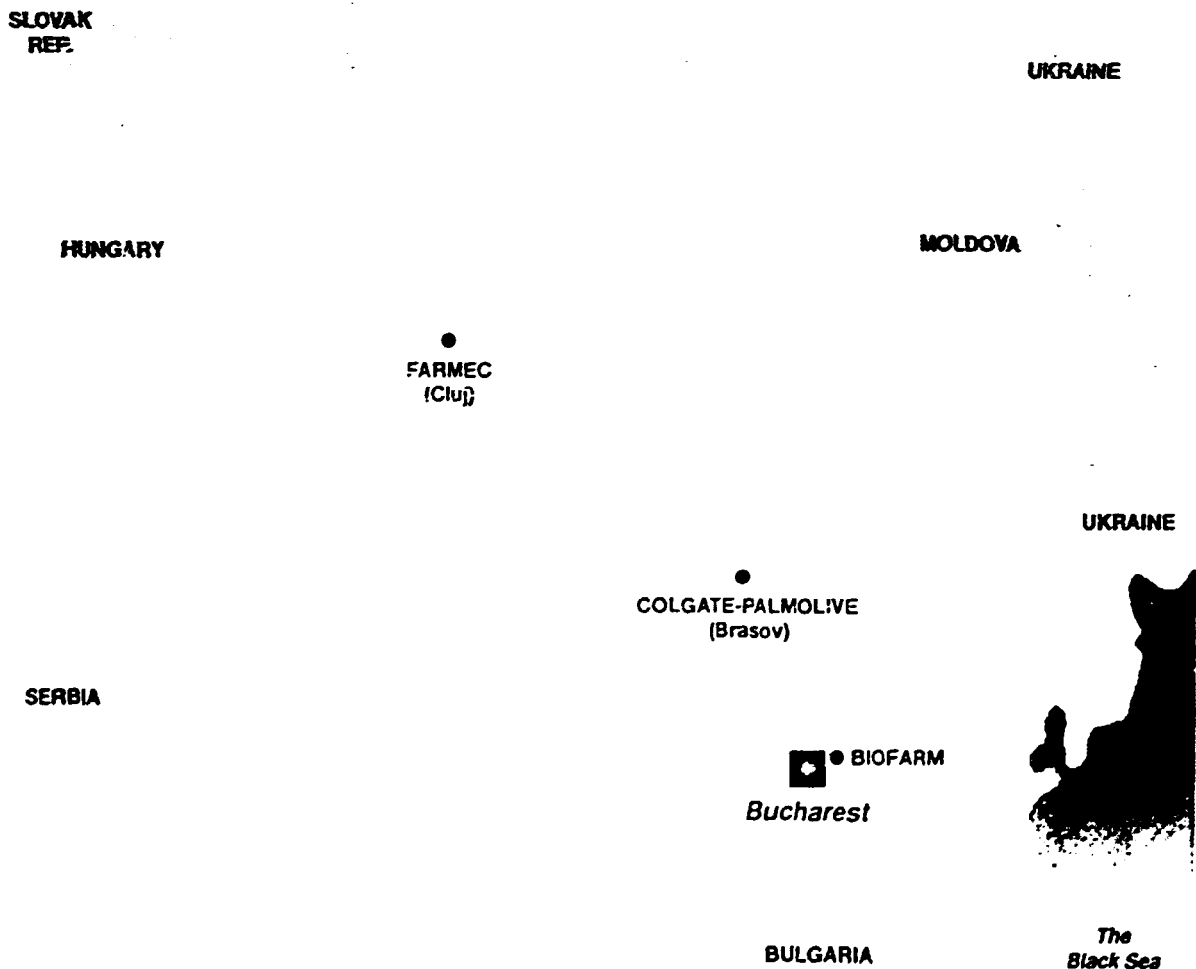 SLOVAK
REP.
UKRAINE
HUNGARY
MOLDOVA
FARMEC
(Cluj)
UKRAINE
COLGATE-PALMOLIVE
(Brasov)
SERBIA
BIOFARM
Bucharest
BULGARIA
The
Black Sea